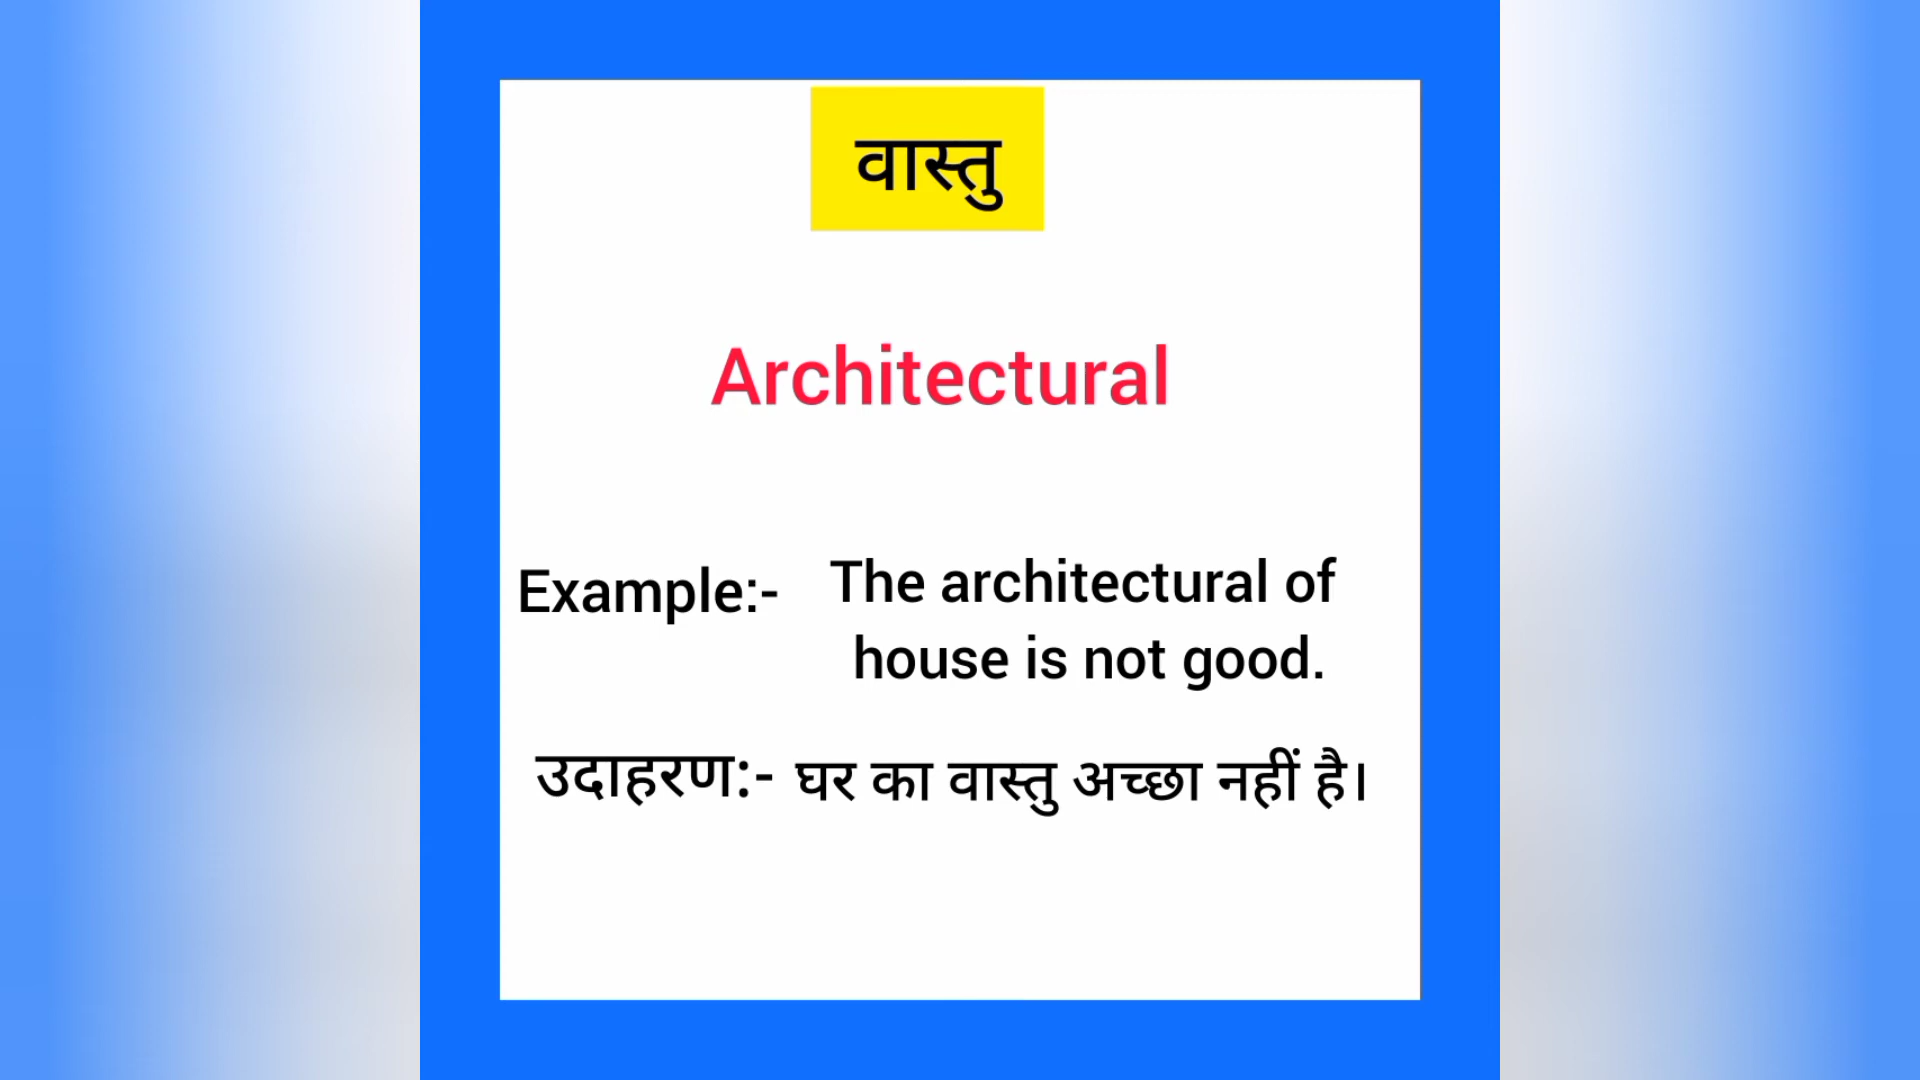 वास्तु
Architectural
Example:- The architectural of
house is not good.
उदाहरण:- घर का वास्तु अच्छा नहीं है।